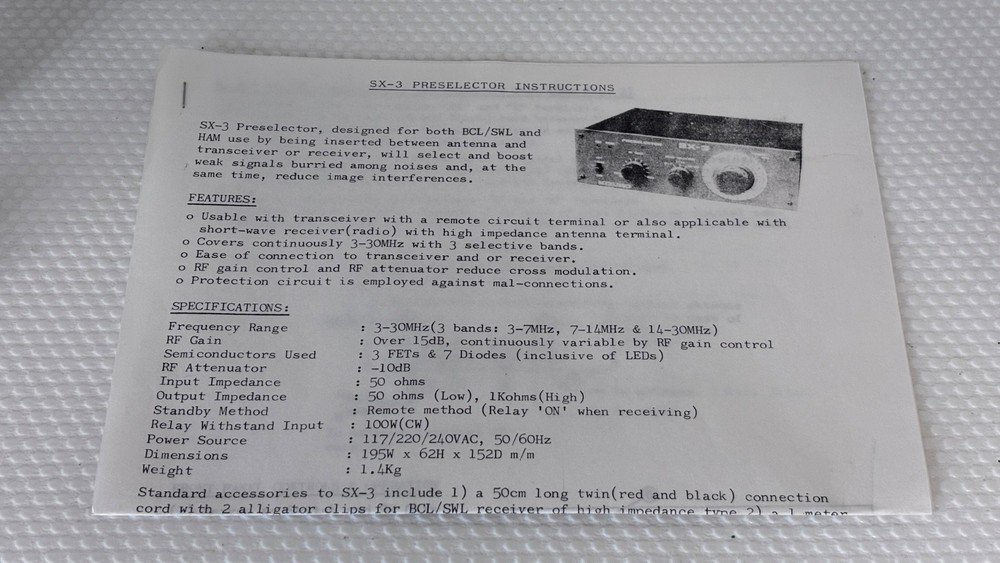 SX-3 PRESELECTOR INSTRUCTIONS
SX-3 Preselector, designed for both BCL/SWL and
HAM use by being inserted between antenna and
transceiver or receiver, will select and boost
weak signals burried among noises and, at the
same time, reduce image interferences.
SX-3
FEATURES:
o Usable with transceiver with a remote circuit terminal or also applicable with
short-wave receiver(radio) with high impedance antenna terminal.
o Covers continuously 3-30MHz with 3 selective bands.
o Ease of connection to transceiver and or receiver.
o RF gain control and RF attenuator reduce cross modulation.
o Protection circuit is employed against mal-connections.
SPECIFICATIONS:
Frequency Range : 3-30MHz(3 bands: 3-7MHz, 7-14MHz & 14-30MHz)
RF Gain : Over 15dB, continuously variable by RF gain control
Semiconductors Used : 3 FETs & 7 Diodes (inclusive of LEDs)
RF Attenuator : -10dB
Input Impedance : 50 ohms
Output Impedance : 50 ohms (Low), 1Kohms(High)
Standby Method : Remote method (Relay 'ON' when receiving)
Relay Withstand Input : 100W(CW)
Power Source : 117/220/240VAC, 50/60Hz
Dimensions : 195W x 62H x 152D m/m
Weight : 1.4Kg
Standard accessories to SX-3 include 1) a 50cm long twin(red and black) connection
cord with 2 alligator clips for BCL/SWL receiver of high impedance type 2) a 1 meter